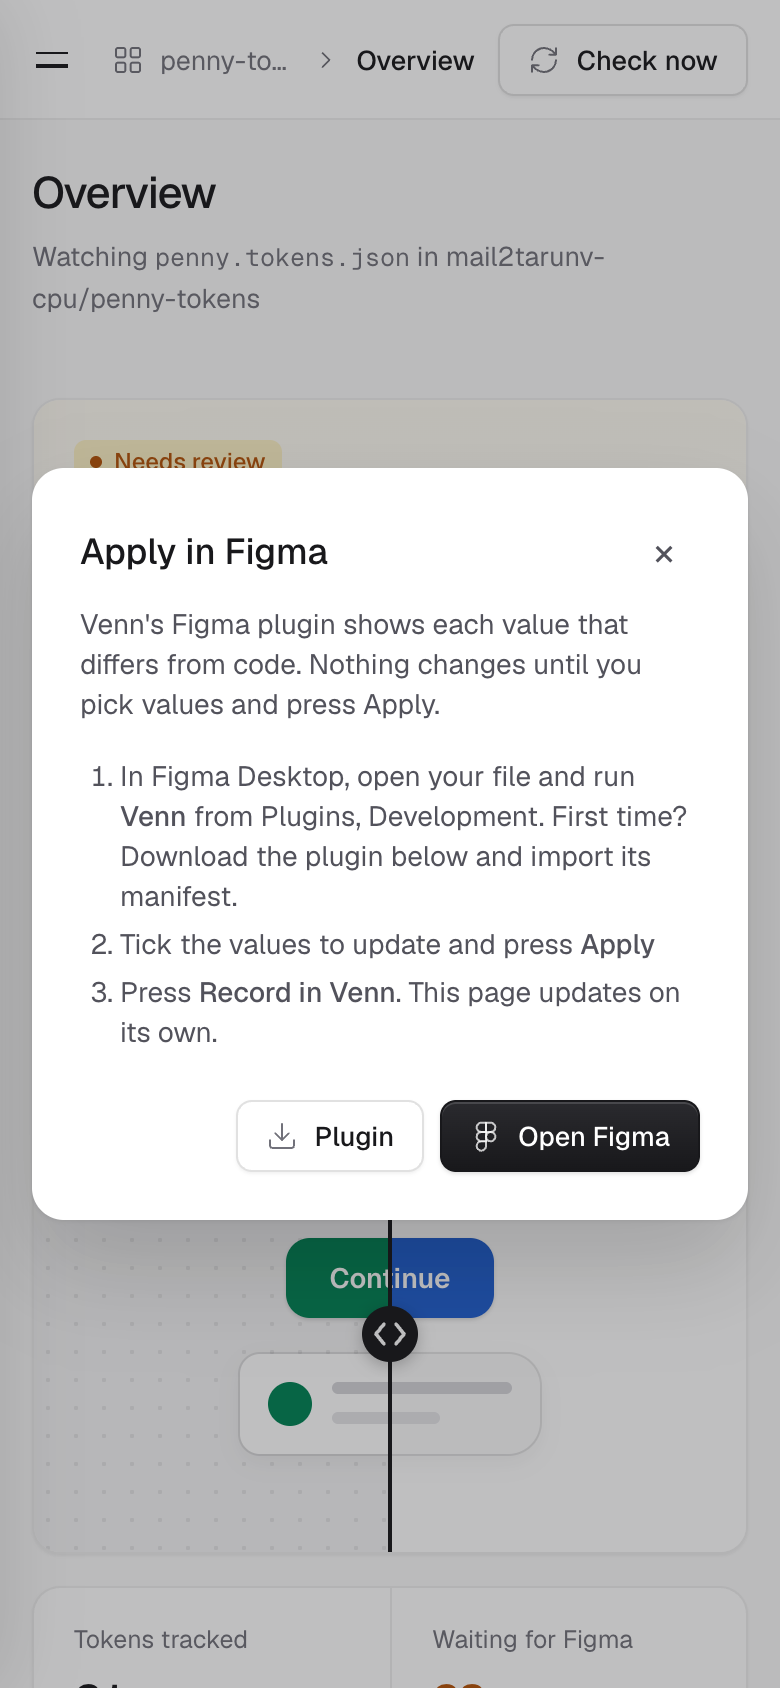 penny-to... > Overview
Check now
Overview
Watching penny.tokens.json in mail2tarunv-
cpu/penny-tokens
Needs review
Apply in Figma
Venn's Figma plugin shows each value that
differs from code. Nothing changes until you
pick values and press Apply.
1. In Figma Desktop, open your file and run
Venn from Plugins, Development. First time?
Download the plugin below and import its
manifest.
2. Tick the values to update and press Apply
3. Press Record in Venn. This page updates on
its own.
Plugin
Open Figma
Continue
Tokens tracked
Waiting for Figma